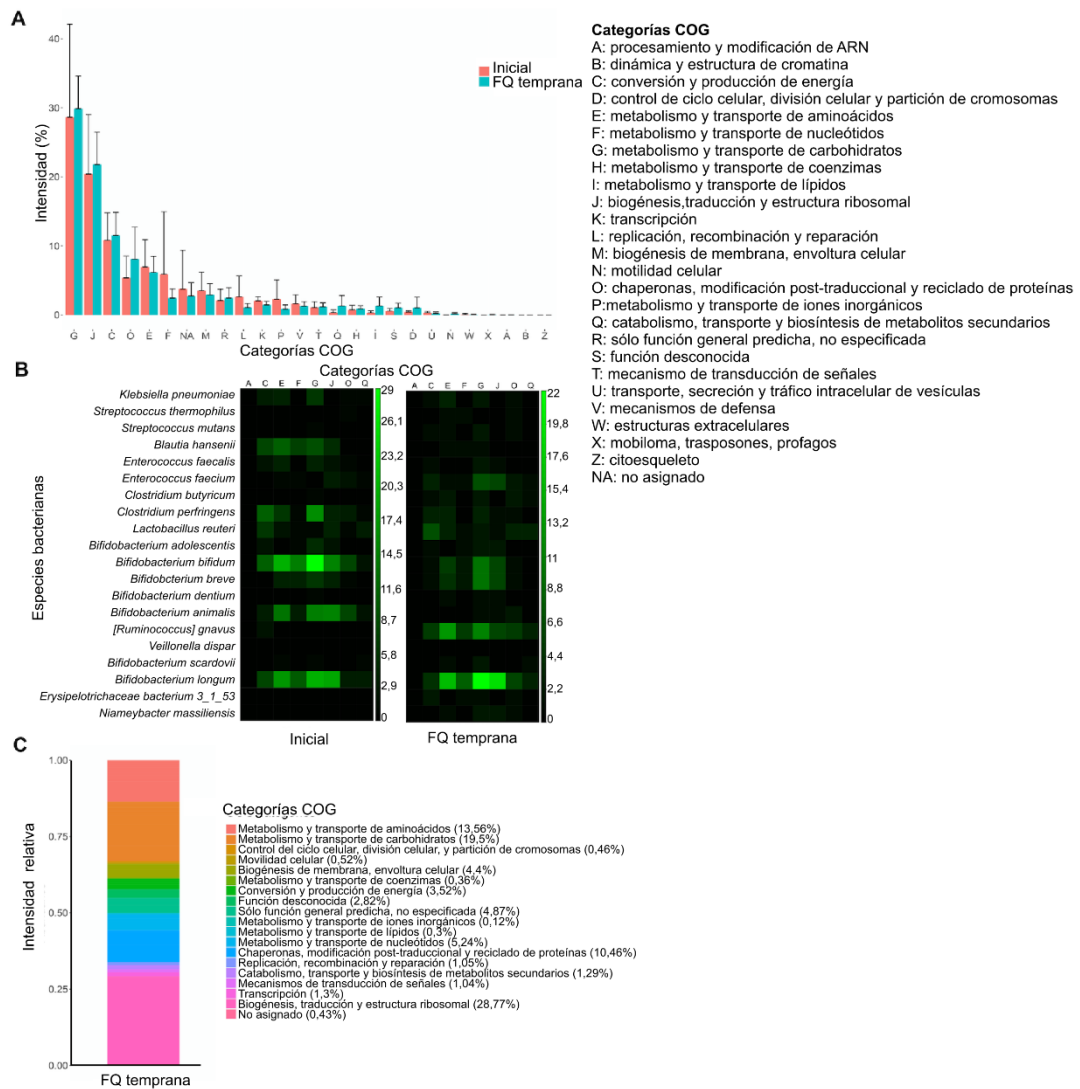 A
40
30
20
10
0
Intensidad (%)
Inicial
FQ temprana
G J C O E F NA M R L K P V T Q H I S D U N W X A B Z
Categorías COG
Categorías COG
A: procesamiento y modificación de ARN
B: dinámica y estructura de cromatina
C: conversión y producción de energía
D: control de ciclo celular, división celular y partición de cromosomas
E: metabolismo y transporte de aminoácidos
F: metabolismo y transporte de nucleótidos
G: metabolismo y transporte de carbohidratos
H: metabolismo y transporte de coenzimas
I: metabolismo y transporte de lípidos
J: biogénesis,traducción y estructura ribosomal
K: transcripción
L: replicación, recombinación y reparación
M: biogénesis de membrana, envoltura celular
N: motilidad celular
O: chaperonas, modificación post-traduccional y reciclado de proteínas
P:metabolismo y transporte de iones inorgánicos
Q: catabolismo, transporte y biosíntesis de metabolitos secundarios
R: sólo función general predicha, no especificada
S: función desconocida
T: mecanismo de transducción de señales
U: transporte, secreción y tráfico intracelular de vesículas
V: mecanismos de defensa
W: estructuras extracelulares
X: mobiloma, trasposones, profagos
Z: citoesqueleto
NA: no asignado
B
Categorías COG
A C E F G J O Q
A C E F G J O Q
Especies bacterianas
Klebsiella pneumoniae
Streptococcus thermophilus
Streptococcus mutans
Blautia hansenii
Enterococcus faecalis
Enterococcus faecium
Clostridium butyricum
Clostridium perfringens
Lactobacillus reuteri
Bifidobacterium adolescentis
Bifidobacterium bifidum
Bifidobcterium breve
Bifidobacterium dentium
Bifidobacterium animalis
[Ruminococcus] gnavus
Veillonella dispar
Bifidobacterium scardovii
Bifidobacterium longum
Erysipelotrichaceae bacterium 3_1_53
Niameybacter massiliensis
29
26,1
23,2
20,3
17,4
14,5
11,6
8,7
5,8
2,9
0
22
19,8
17,6
15,4
13,2
11
8,8
6,6
4,4
2,2
0
Inicial
FQ temprana
C
1.00
0.75
0.50
0.25
0.00
Intensidad relativa
FQ temprana
Categorías COG
Metabolismo y transporte de aminoácidos (13,56%)
Metabolismo y transporte de carbohidratos (19,5%)
Control del ciclo celular, división celular, y partición de cromosomas (0,46%)
Movilidad celular (0,52%)
Biogénesis de membrana, envoltura celular (4,4%)
Metabolismo y transporte de coenzimas (0,36%)
Conversión y producción de energía (3,52%)
Función desconocida (2,82%)
Sólo función general predicha, no especificada (4,87%)
Metabolismo y transporte de iones inorgánicos (0,12%)
Metabolismo y transporte de lípidos (0,3%)
Metabolismo y transporte de nucleótidos (5,24%)
Chaperonas, modificación post-traduccional y reciclado de proteínas (10,46%)
Replicación, recombinación y reparación (1,05%)
Catabolismo, transporte y biosíntesis de metabolitos secundarios (1,29%)
Mecanismos de transducción de señales (1,04%)
Transcripción (1,3%)
Biogénesis, traducción y estructura ribosomal (28,77%)
No asignado (0,43%)